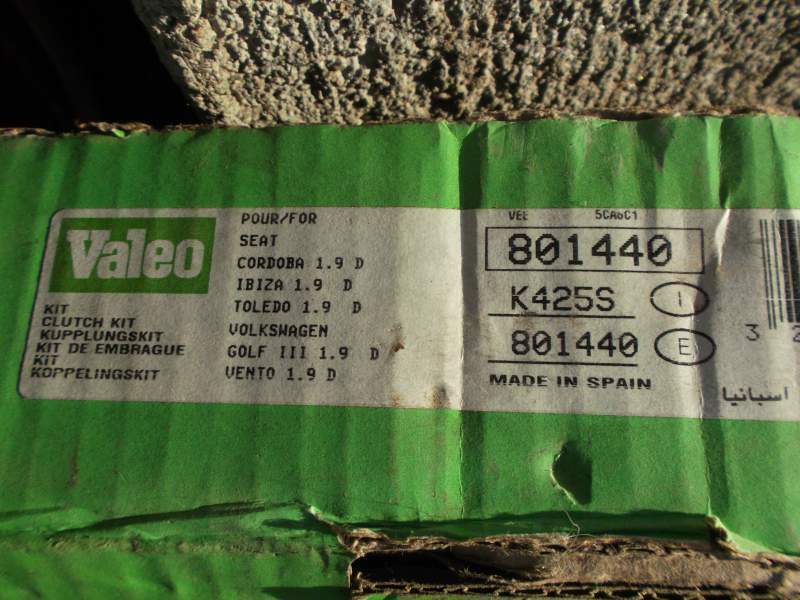 Valeo
KIT
CLUTCH KIT
KUPPLUNGSKIT
KIT DE EMBRAGUE
KIT
KOPPELINGSKIT
POUR/FOR
SEAT
CORDOBA 1.9 D
IBIZA 1.9 D
TOLEDO 1.9 D
VOLKSWAGEN
GOLF III 1.9 D
VENTO 1.9 D
VEE 5CA6C1
801440
K425S I
801440 E
MADE IN SPAIN
3 2
اسبانيا